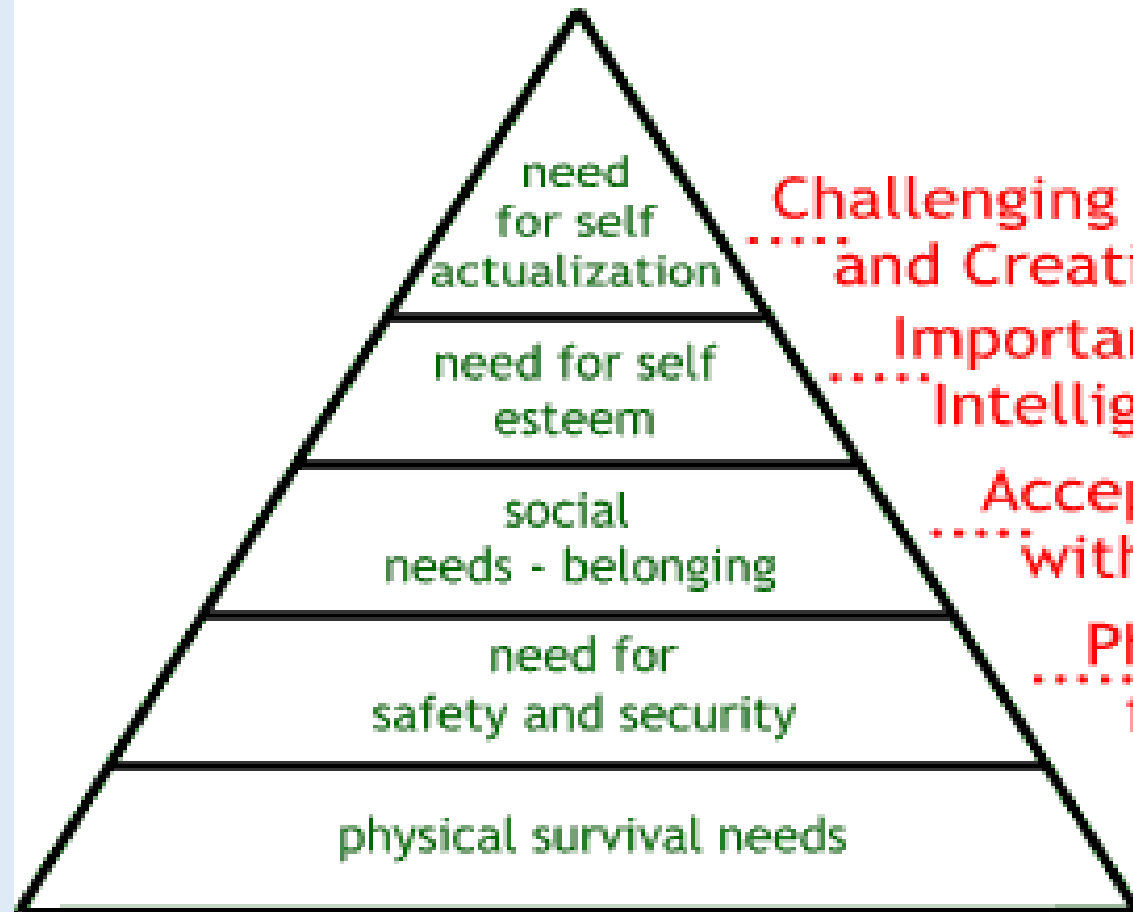 need
for self
actualization
Challenging
and Creati
need for self
esteem
Importa
Intellig
social
needs - belonging
Accep
with
need for
safety and security
Ph
physical survival needs